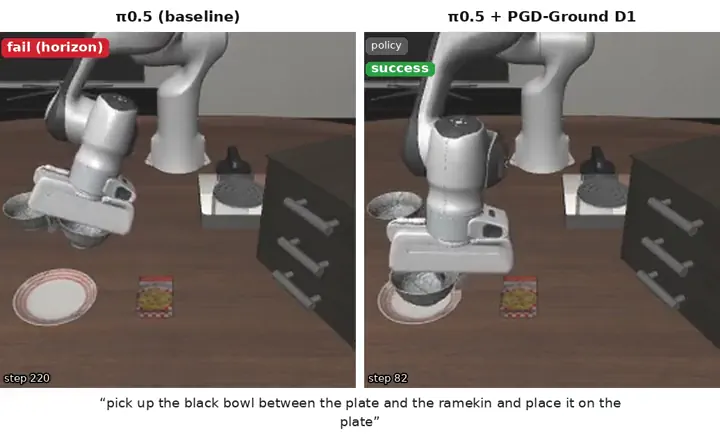 π0.5 (baseline)
π0.5 + PGD-Ground D1
fail (horizon)
policy
success
step 220
step 82
“pick up the black bowl between the plate and the ramekin and place it on the
plate”